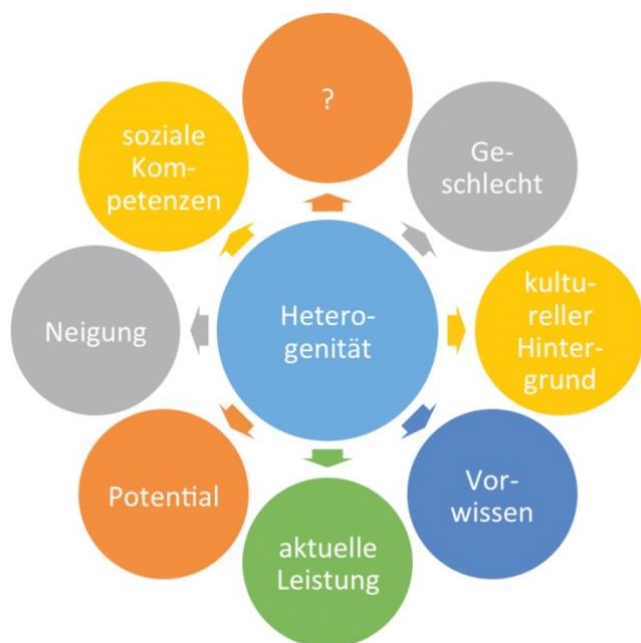 ?
Ge-
schlecht
kultu-
reller
Hinter-
grund
Vor-
wissen
aktuelle
Leistung
Potential
Neigung
soziale
Kom-
petenzen
Hetero-
genität